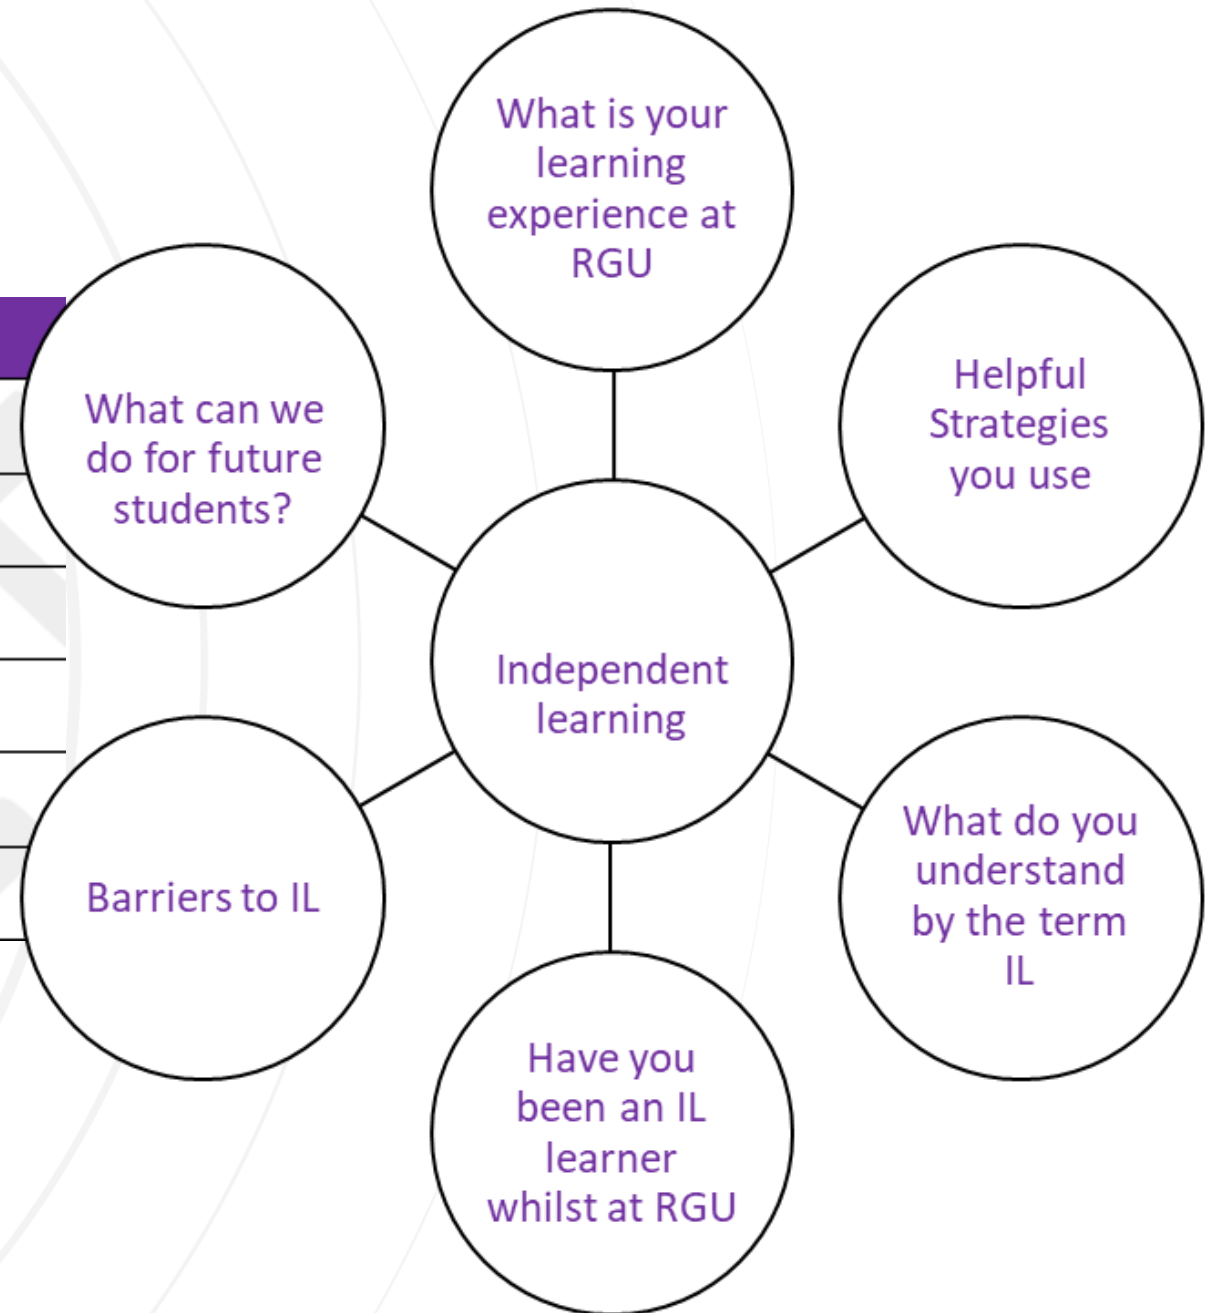 What is your
learning
experience at
RGU
Helpful
Strategies
you use
What do you
understand
by the term
IL
Have you
been an IL
learner
whilst at RGU
Barriers to IL
What can we
do for future
students?
Independent
learning